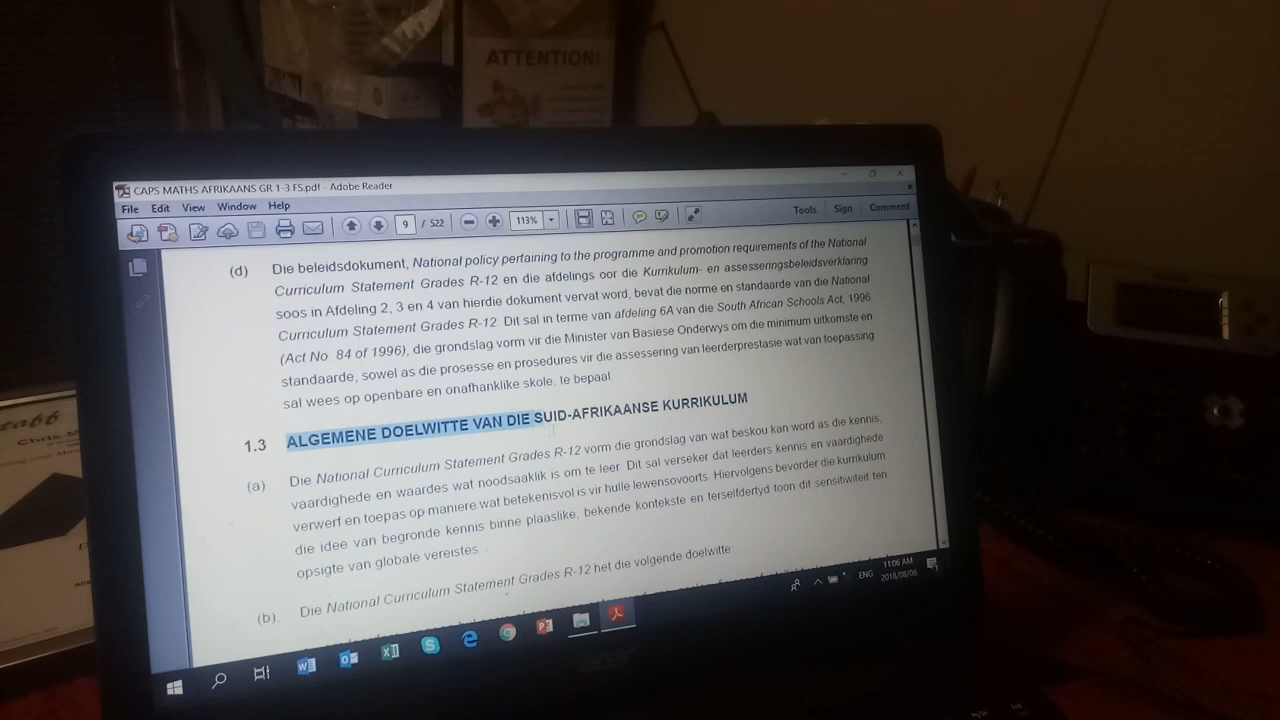 ATTENTION!
CAPS MATHS AFRIKAANS GR 1-3 FS.pdf - Adobe Reader
File Edit View Window Help
9 / 522 113% Tools Sign Comment
(d) Die beleidsdokument, National policy pertaining to the programme and promotion requirements of the National
Curriculum Statement Grades R-12 en die afdelings oor die Kurrikulum- en assesseringsbeleidsverklaring
soos in Afdeling 2, 3 en 4 van hierdie dokument vervat word, bevat die norme en standaarde van die National
Curriculum Statement Grades R-12. Dit sal in terme van afdeling 6A van die South African Schools Act, 1996
(Act No. 84 of 1996), die grondslag vorm vir die Minister van Basiese Onderwys om die minimum uitkomste en
standaarde, sowel as die prosesse en prosedures vir die assessering van leerderprestasie wat van toepassing
sal wees op openbare en onafhanklike skole, te bepaal.
1.3 ALGEMENE DOELWITTE VAN DIE SUID-AFRIKAANSE KURRIKULUM
(a) Die National Curriculum Statement Grades R-12 vorm die grondslag van wat beskou kan word as die kennis,
vaardighede en waardes wat noodsaaklik is om te leer. Dit sal verseker dat leerders kennis en vaardighede
verwerf en toepas op maniere wat betekenisvol is vir hulle lewensovoorts. Hiervolgens bevorder die kurrikulum
die idee van begronde kennis binne plaaslike, bekende kontekste en terselfdertyd toon dit sensitiwiteit ten
opsigte van globale vereistes.
(b). Die National Curriculum Statement Grades R-12 het die volgende doelwitte
ENG 11:06 AM
2018/08/06
acer